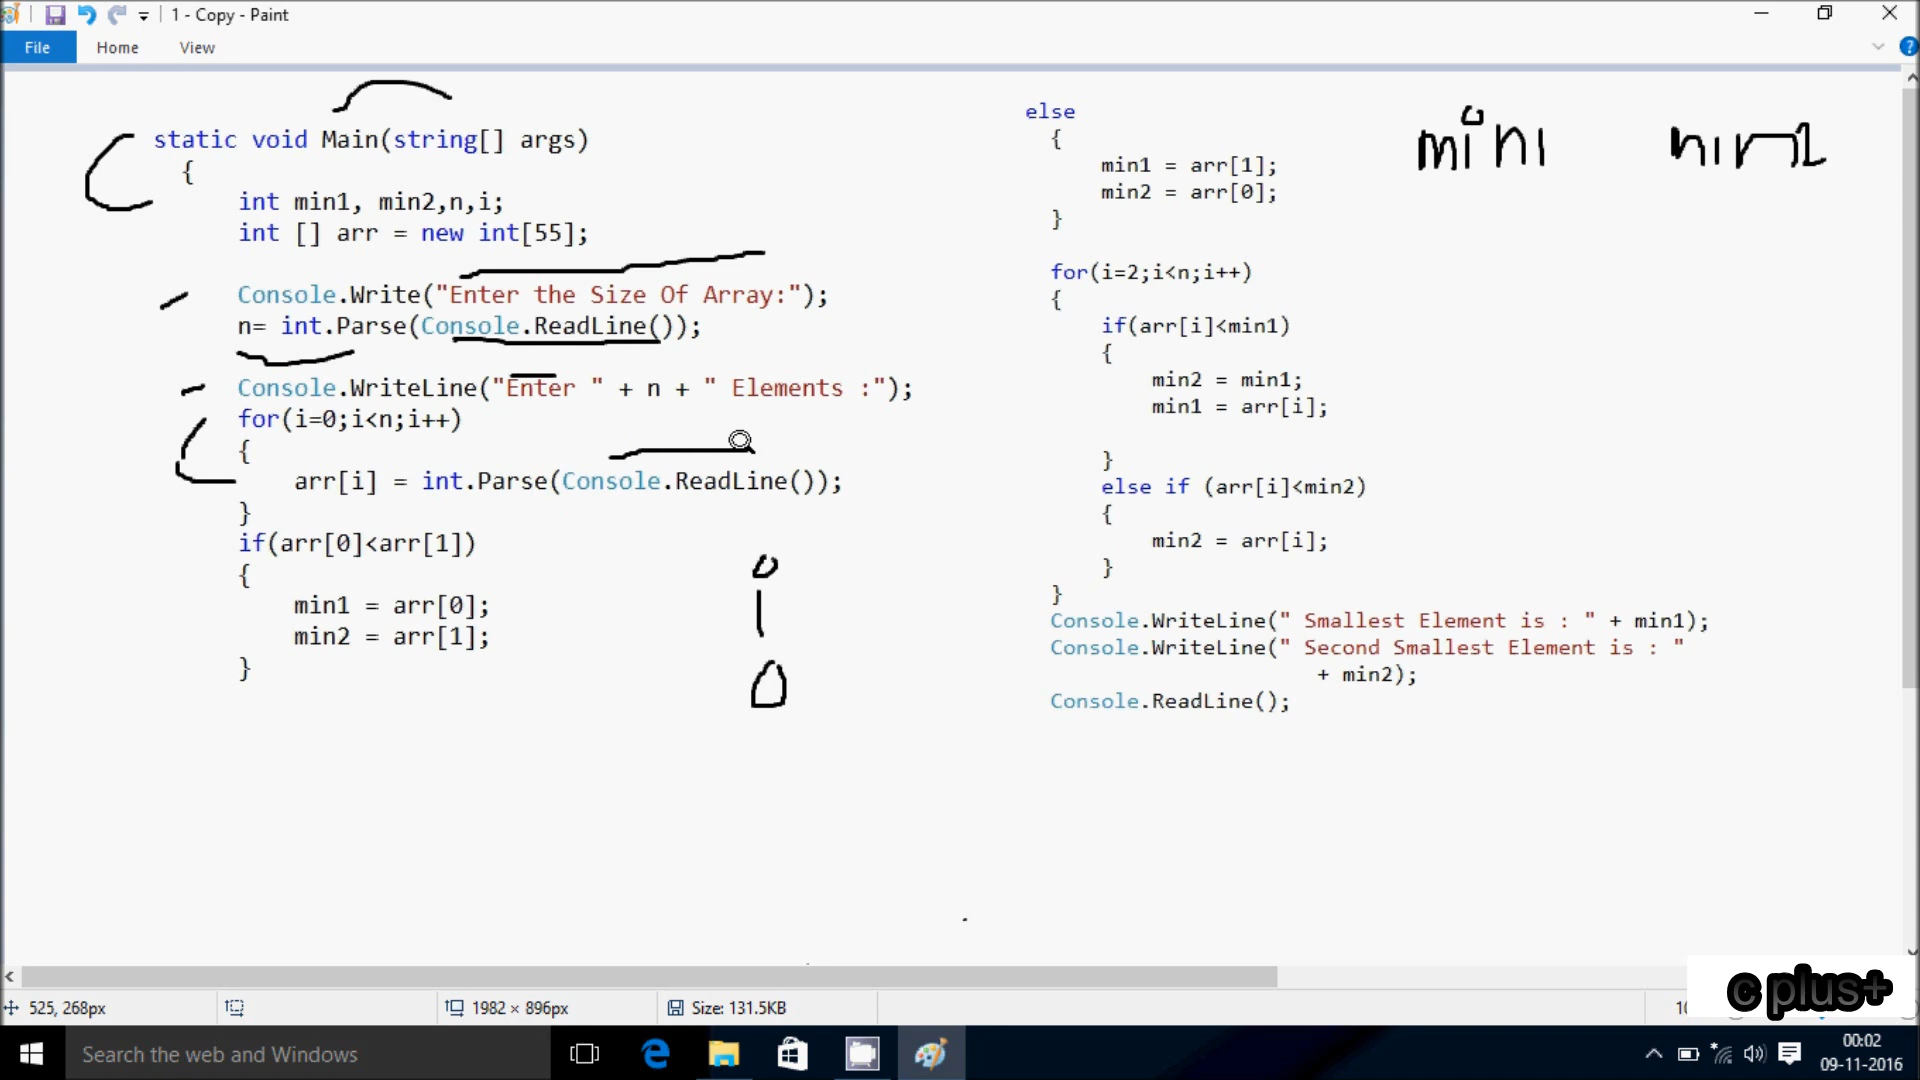 1 - Copy - Paint
File Home View
static void Main(string[] args)
{
int min1, min2,n,i;
int [] arr = new int[55];
Console.Write("Enter the Size Of Array:");
n= int.Parse(Console.ReadLine());
Console.WriteLine("Enter " + n + " Elements :");
for(i=0;i<n;i++)
{
arr[i] = int.Parse(Console.ReadLine());
}
if(arr[0]<arr[1])
{
min1 = arr[0];
min2 = arr[1];
}
0
1
0
else
{
min1 = arr[1];
min2 = arr[0];
}
for(i=2;i<n;i++)
{
if(arr[i]<min1)
{
min2 = min1;
min1 = arr[i];
}
else if (arr[i]<min2)
{
min2 = arr[i];
}
}
Console.WriteLine(" Smallest Element is : " + min1);
Console.WriteLine(" Second Smallest Element is : "
+ min2);
Console.ReadLine();
min1
525, 268px 1982 × 896px Size: 131.5KB
c plus+
Search the web and Windows
00:02
09-11-2016